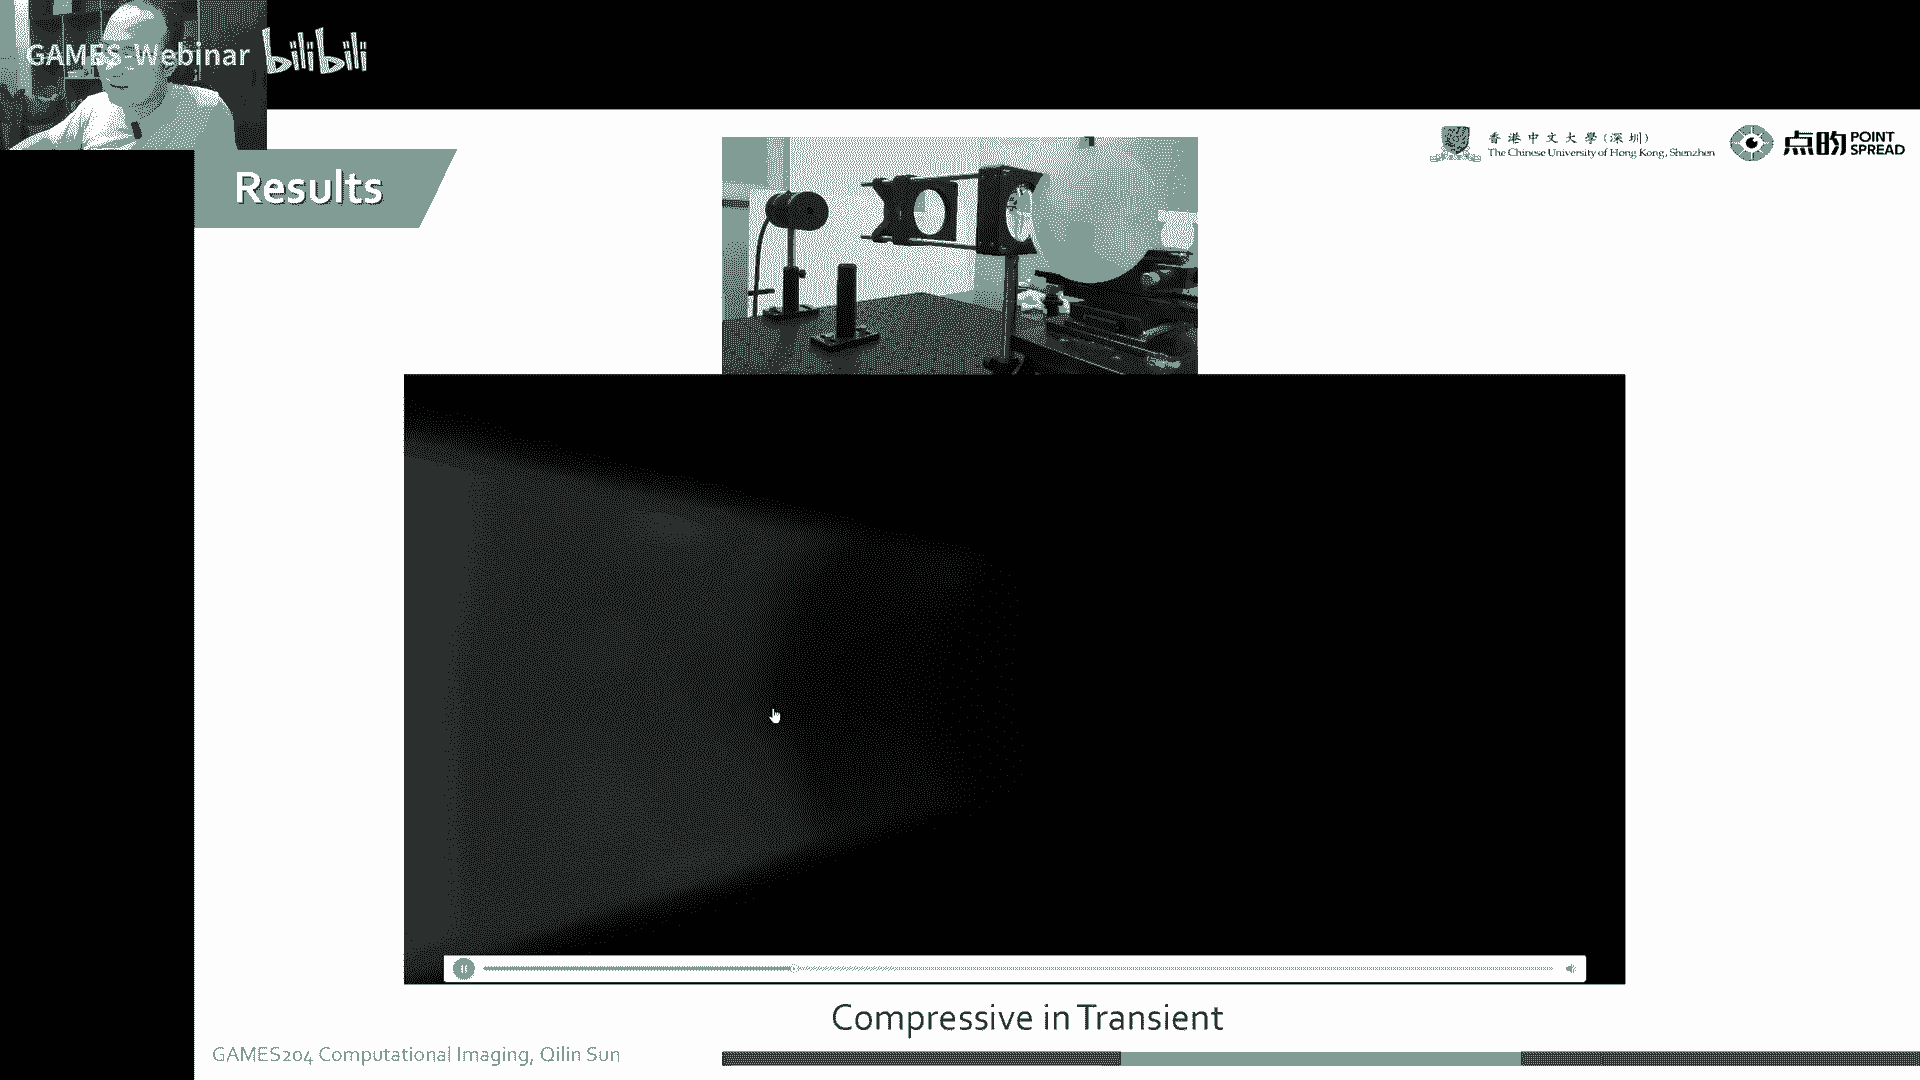 GAMES-Webinar bilibili
香港中文大學(深圳)
The Chinese University of Hong Kong, Shenzhen
点昀 POINT SPREAD
Results
Compressive in Transient
GAMES204 Computational Imaging, Qilin Sun